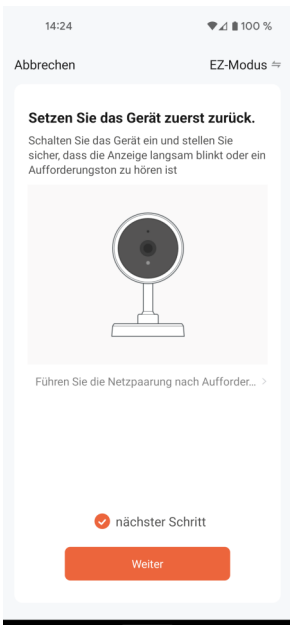 14:24 100 %
Abbrechen EZ-Modus
Setzen Sie das Gerät zuerst zurück.
Schalten Sie das Gerät ein und stellen Sie
sicher, dass die Anzeige langsam blinkt oder ein
Aufforderungston zu hören ist
Führen Sie die Netzpaarung nach Aufforder... >
nächster Schritt
Weiter